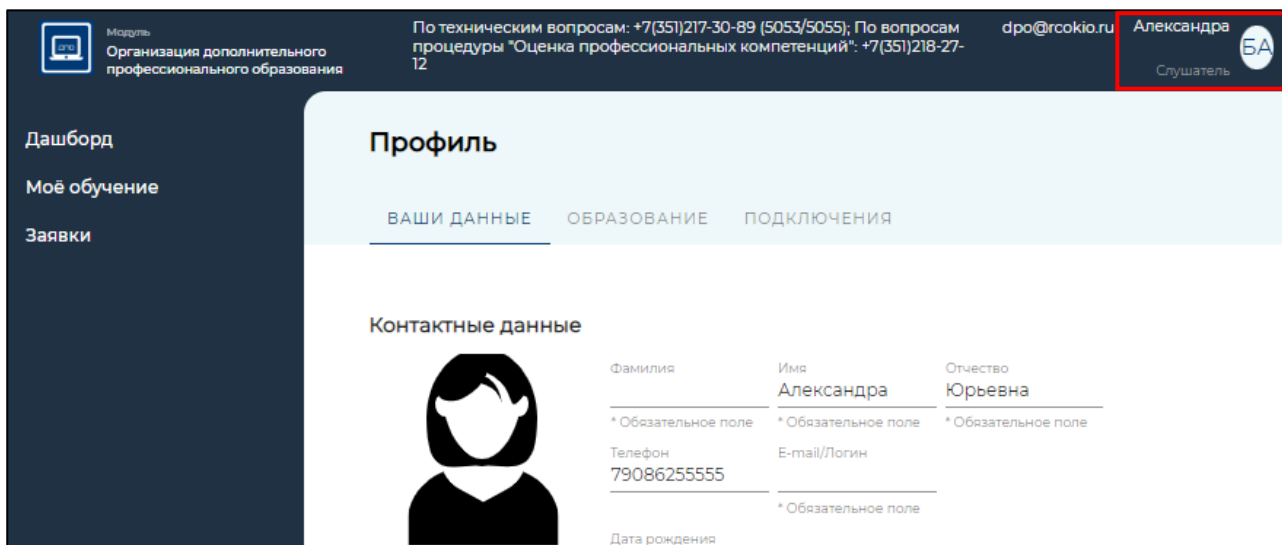 Модуль
Организация дополнительного
профессионального образования
По техническим вопросам: +7(351)217-30-89 (5053/5055); По вопросам
процедуры "Оценка профессиональных компетенций": +7(351)218-27-
12
dpo@rcokio.ru
Александра
Слушатель
БА
Дашборд
Моё обучение
Заявки
Профиль
ВАШИ ДАННЫЕ ОБРАЗОВАНИЕ ПОДКЛЮЧЕНИЯ
Контактные данные
Фамилия Имя Отчество
Александра Юрьевна
* Обязательное поле * Обязательное поле * Обязательное поле
Телефон E-mail/Логин
79086255555
* Обязательное поле
Дата рождения